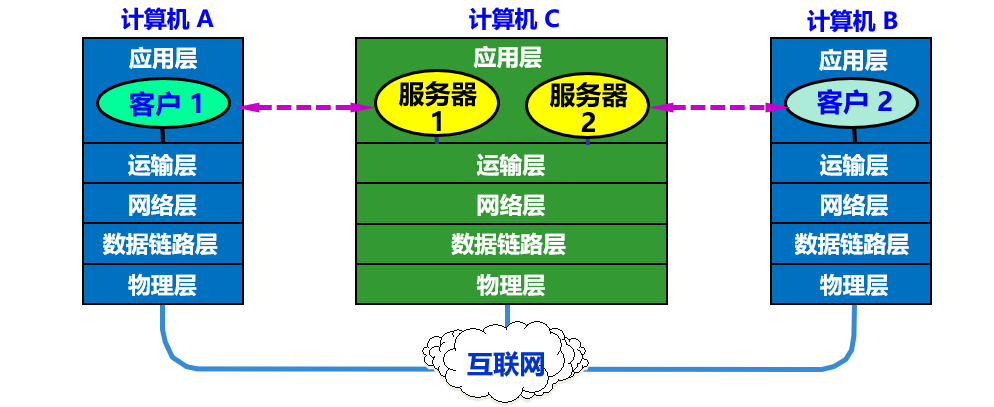 计算机 A
应用层
客户 1
运输层
网络层
数据链路层
物理层
计算机 C
应用层
服务器
1
服务器
2
运输层
网络层
数据链路层
物理层
计算机 B
应用层
客户 2
运输层
网络层
数据链路层
物理层
互联网